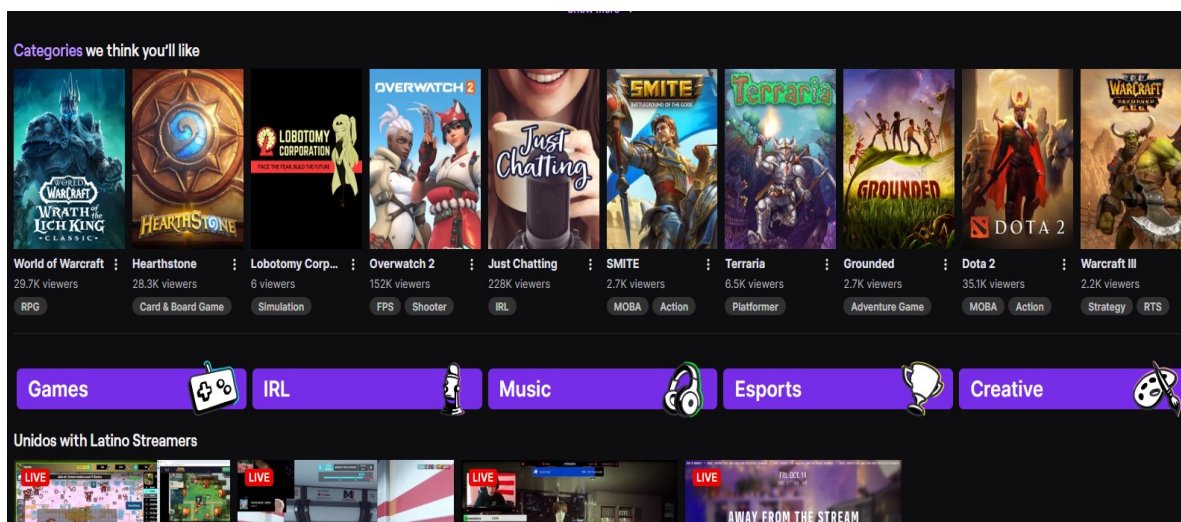 Show more
Categories we think you'll like
WORLD OF WARCRAFT
WRATH of the LICH KING
CLASSIC
HEARTHSTONE
LOBOTOMY CORPORATION
FACE THE FEAR, BUILD THE FUTURE
OVERWATCH 2
Just Chatting
SMITE
BATTLEGROUND OF THE GODS
Terraria
GROUNDED
DOTA 2
WARCRAFT III
REFORGED
World of Warcraft Hearthstone Lobotomy Corp... Overwatch 2 Just Chatting SMITE Terraria Grounded Dota 2 Warcraft III
29.7K viewers 28.3K viewers 6 viewers 152K viewers 228K viewers 2.7K viewers 6.5K viewers 2.7K viewers 35.1K viewers 2.2K viewers
RPG Card & Board Game Simulation FPS Shooter IRL MOBA Action Platformer Adventure Game MOBA Action Strategy RTS
Games IRL Music Esports Creative
Unidos with Latino Streamers
LIVE LIVE LIVE LIVE
FRI, OCT 14
AWAY FROM THE STREAM